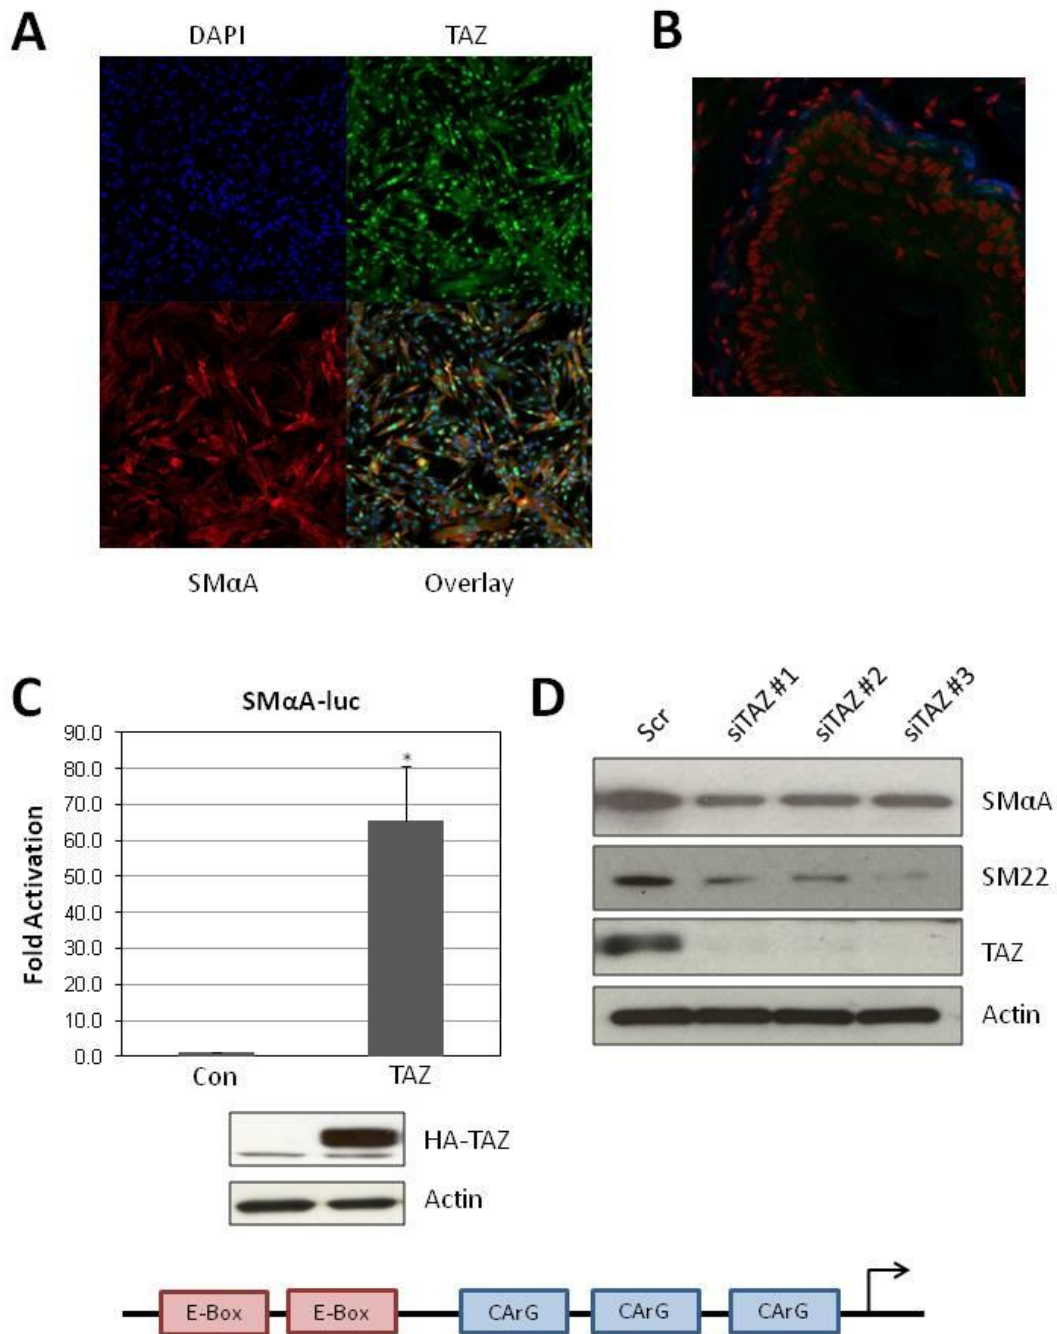 A
DAPI
TAZ
B
SMαA
Overlay
C
SMαA-luc
90.0
80.0
70.0
60.0
50.0
40.0
30.0
20.0
10.0
0.0
Fold Activation
*
Con
TAZ
HA-TAZ
Actin
D
Scr
siTAZ #1
siTAZ #2
siTAZ #3
SMαA
SM22
TAZ
Actin
E-Box
E-Box
CArG
CArG
CArG